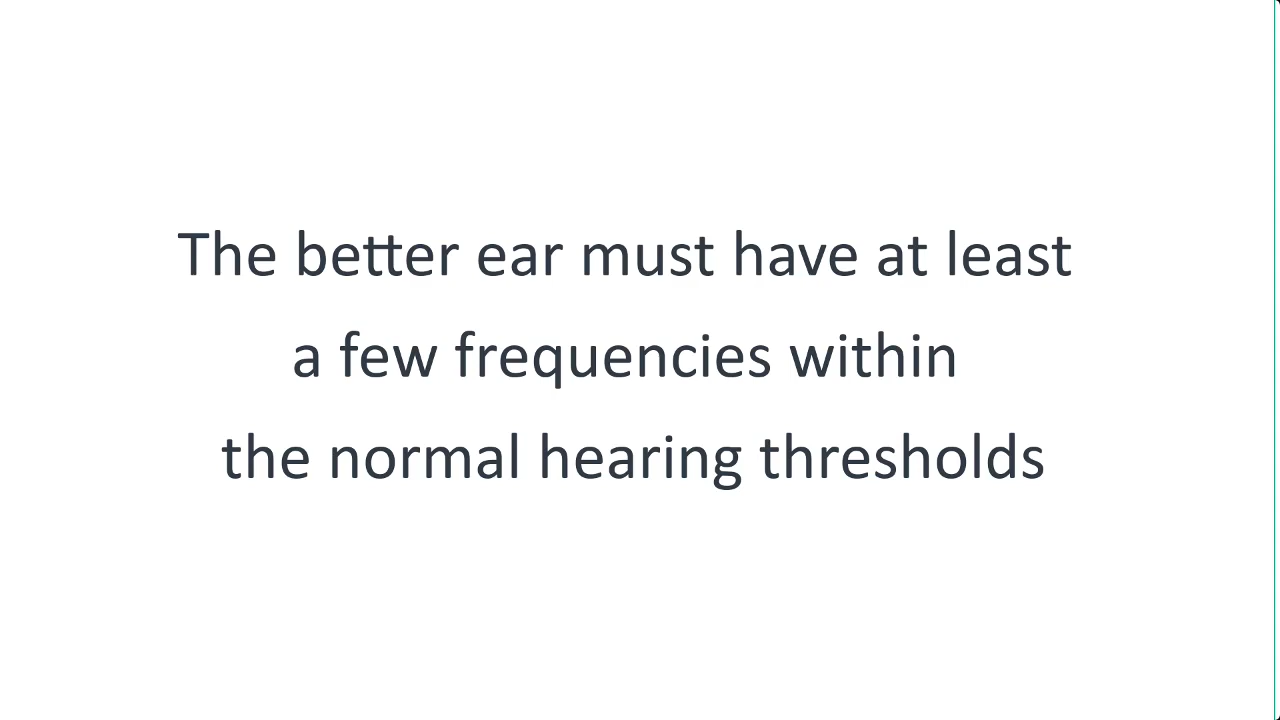 The better ear must have at least
a few frequencies within
the normal hearing thresholds